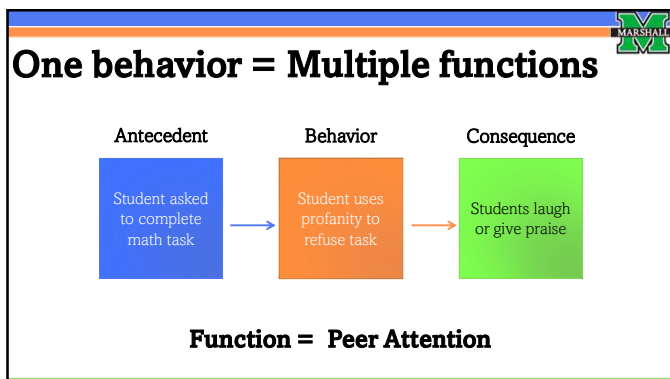 MARSHALL
One behavior = Multiple functions
Antecedent
Behavior
Consequence
Student asked
to complete
math task
Student uses
profanity to
refuse task
Students laugh
or give praise
Function = Peer Attention